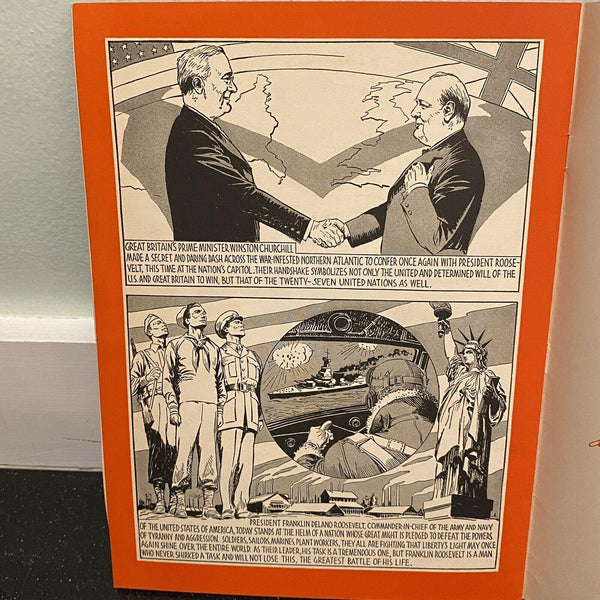 GREAT BRITAIN'S PRIME MINISTER WINSTON CHURCHILL
MADE A SECRET AND DARING DASH ACROSS THE WAR-INFESTED NORTHERN ATLANTIC TO CONFER ONCE AGAIN WITH PRESIDENT ROOSE-
VELT, THIS TIME AT THE NATION'S CAPITOL. THEIR HANDSHAKE SYMBOLIZES NOT ONLY THE UNITED AND DETERMINED WILL OF THE
U.S. AND GREAT BRITAIN TO WIN, BUT THAT OF THE TWENTY-SEVEN UNITED NATIONS AS WELL.
PRESIDENT FRANKLIN DELANO ROOSEVELT, COMMANDER-IN-CHIEF OF THE ARMY AND NAVY
OF THE UNITED STATES OF AMERICA, TODAY STANDS AT THE HELM OF A NATION WHOSE GREAT MIGHT IS PLEDGED TO DEFEAT THE POWERS
OF TYRANNY AND AGGRESSION. SOLDIERS, SAILORS, MARINES, PLANT WORKERS, THEY ALL ARE FIGHTING THAT LIBERTY'S LIGHT MAY ONCE
AGAIN SHINE OVER THE ENTIRE WORLD. AS THEIR LEADER, HIS TASK IS A TREMENDOUS ONE, BUT FRANKLIN ROOSEVELT IS A MAN
WHO NEVER SHIRKED A TASK AND WILL NOT LOSE THIS, THE GREATEST BATTLE OF HIS LIFE.